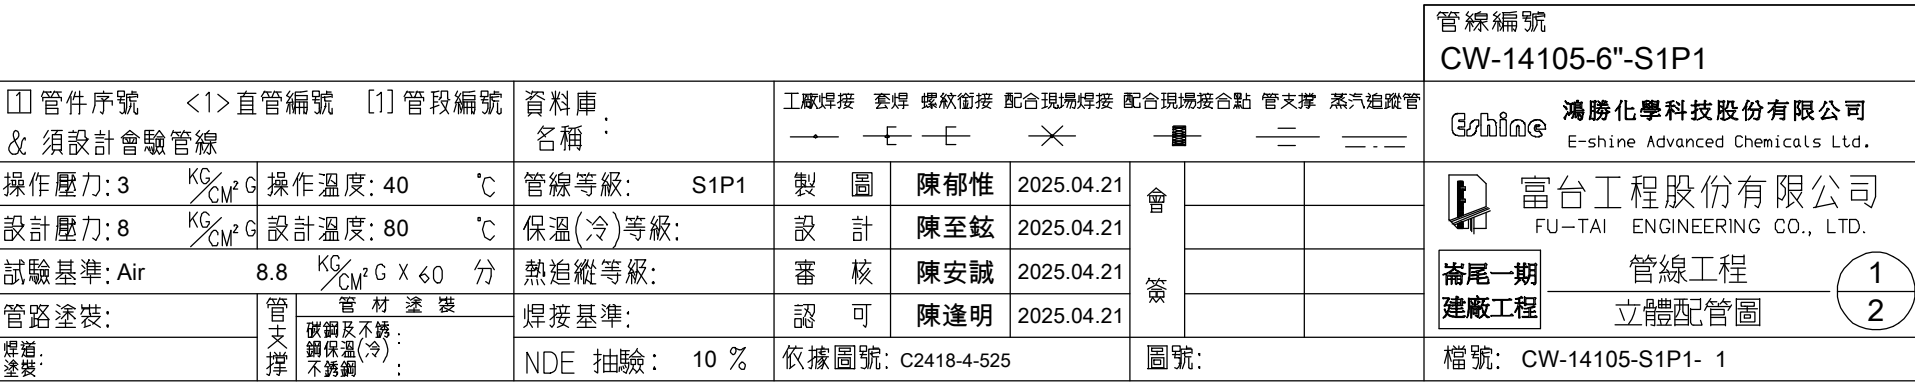 管線編號
CW-14105-6"-S1P1
1 管件序號 <1>直管編號 [1]管段編號
& 須設計會驗管線
資料庫
名稱 :
工廠焊接 套焊 螺紋銜接 配合現場焊接 配合現場接合點 管支撐 蒸汽追蹤管
Eshine 鴻勝化學科技股份有限公司
E-shine Advanced Chemicals Ltd.
操作壓力: 3 KG/CM² G 操作溫度: 40 °C 管線等級: S1P1 製 圖 陳郁惟 2025.04.21
設計壓力: 8 KG/CM² G 設計溫度: 80 °C 保溫(冷)等級: 設 計 陳至鉉 2025.04.21
試驗基準: Air 8.8 KG/CM² G X 60 分 熱追縱等級: 審 核 陳安誠 2025.04.21
管路塗裝: 管支撐 管材塗裝 焊接基準: 認 可 陳逢明 2025.04.21
會簽
富台工程股份有限公司
FU-TAI ENGINEERING CO., LTD.
崙尾一期
建廠工程
管線工程
立體配管圖
1
2
焊道:
塗裝:
碳鋼及不銹 :
鋼保溫(冷)
不銹鋼 :
NDE 抽驗: 10 % 依據圖號: C2418-4-525 圖號: 檔號: CW-14105-S1P1- 1